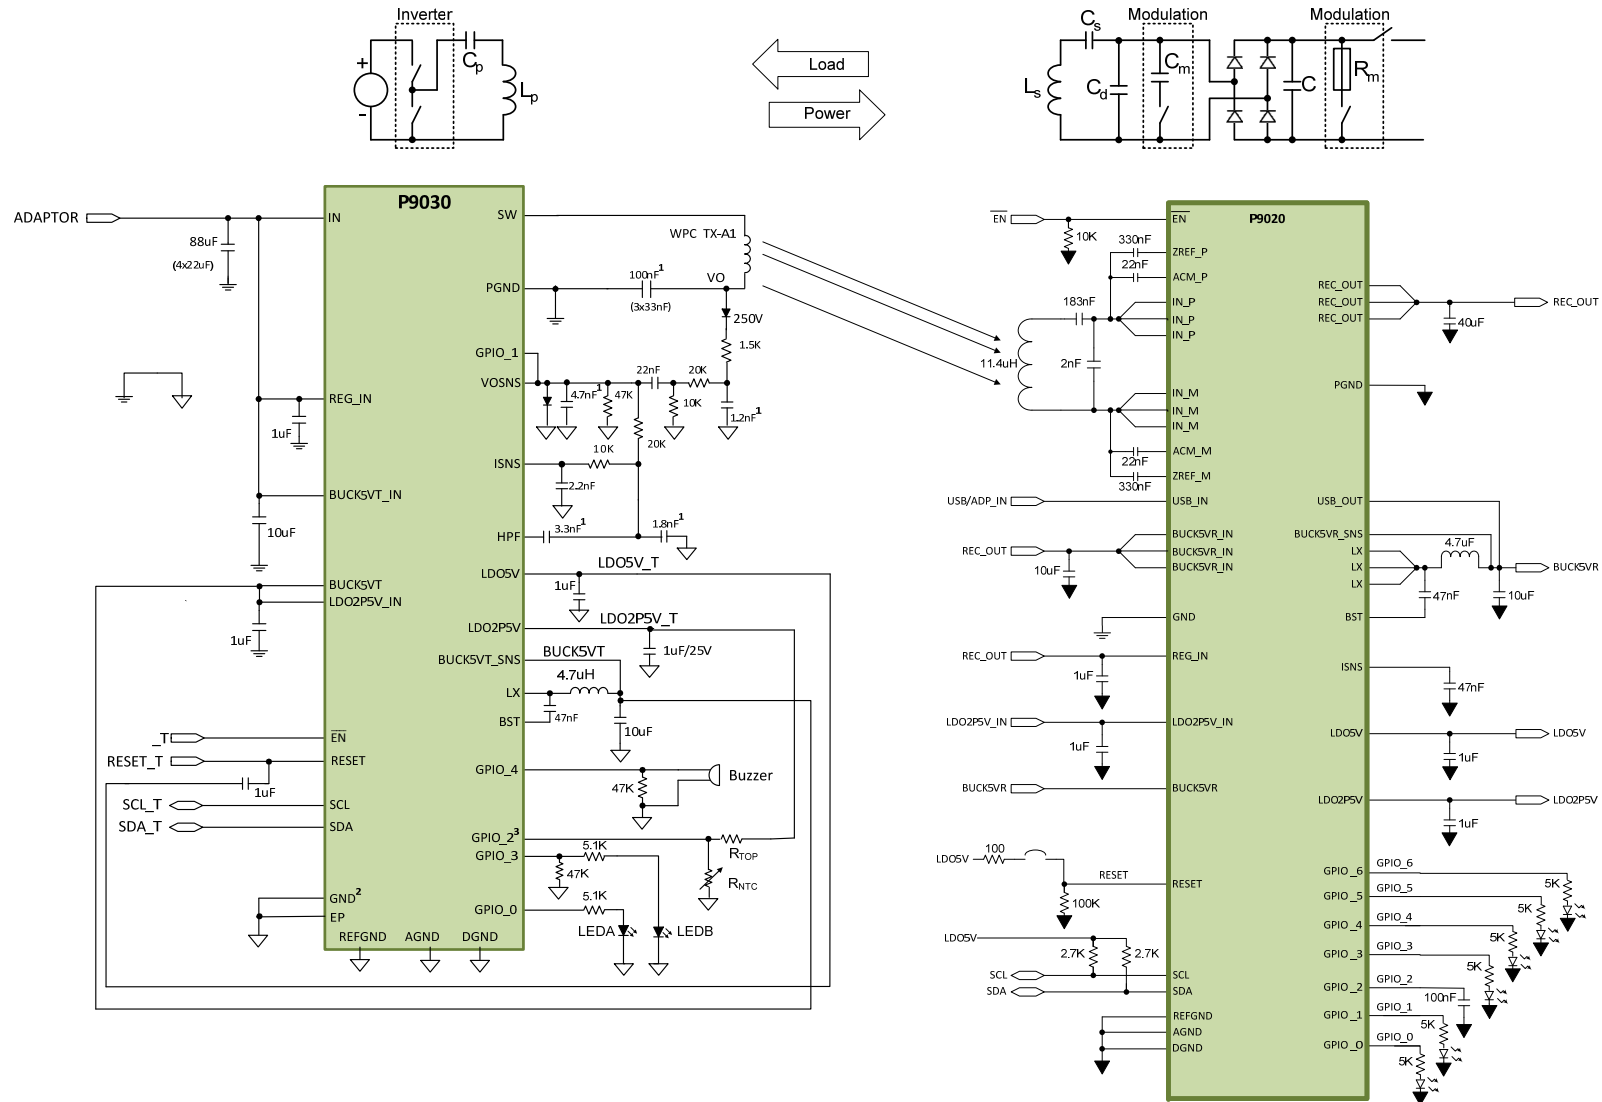 Inverter
+
-
Cp
Lp
Load
Power
Ls
Cs
Cd
Modulation
Cm
C
Modulation
Rm
P9030
ADAPTOR
88uF
(4x22uF)
IN
REG_IN
1uF
BUCK5VT_IN
10uF
BUCK5VT
LDO2P5V_IN
1uF
_T
EN
RESET_T
RESET
1uF
SCL_T
SCL
SDA_T
SDA
GND2
EP
REFGND
AGND
DGND
SW
WPC TX-A1
PGND
100nF1
(3x33nF)
VO
250V
1.5K
GPIO_1
VOSNS
4.7nF1
47K
22nF
20K
10K
1.2nF1
20K
ISNS
10K
2.2nF
HPF
3.3nF1
1.8nF1
LDO5V
LDO5V_T
1uF
LDO2P5V
LDO2P5V_T
1uF/25V
BUCK5VT_SNS
BUCK5VT
LX
4.7uH
BST
47nF
10uF
GPIO_4
47K
Buzzer
GPIO_23
RTOP
RNTC
GPIO_3
5.1K
47K
GPIO_0
5.1K
LEDA
LEDB
P9020
EN
EN
10K
330nF
ZREF_P
22nF
ACM_P
183nF
IN_P
IN_P
IN_P
11.4uH
2nF
IN_M
IN_M
IN_M
ACM_M
22nF
ZREF_M
330nF
USB/ADP_IN
USB_IN
REC_OUT
10uF
BUCK5VR_IN
BUCK5VR_IN
BUCK5VR_IN
GND
REC_OUT
REG_IN
1uF
LDO2P5V_IN
LDO2P5V_IN
1uF
BUCK5VR
BUCK5VR
LDO5V
100
RESET
RESET
100K
LDO5V
2.7K
2.7K
SCL
SCL
SDA
SDA
REFGND
AGND
DGND
REC_OUT
REC_OUT
REC_OUT
REC_OUT
40uF
PGND
USB_OUT
BUCK5VR_SNS
4.7uF
LX
LX
LX
BUCK5VR
47nF
10uF
BST
ISNS
47nF
LDO5V
LDO5V
1uF
LDO2P5V
LDO2P5V
1uF
GPIO _6
GPIO_6
5K
GPIO _5
GPIO_5
5K
GPIO _4
GPIO_4
5K
GPIO _3
GPIO_3
5K
GPIO _2
GPIO_2
100nF
GPIO _1
GPIO_1
5K
GPIO _0
GPIO_0
5K